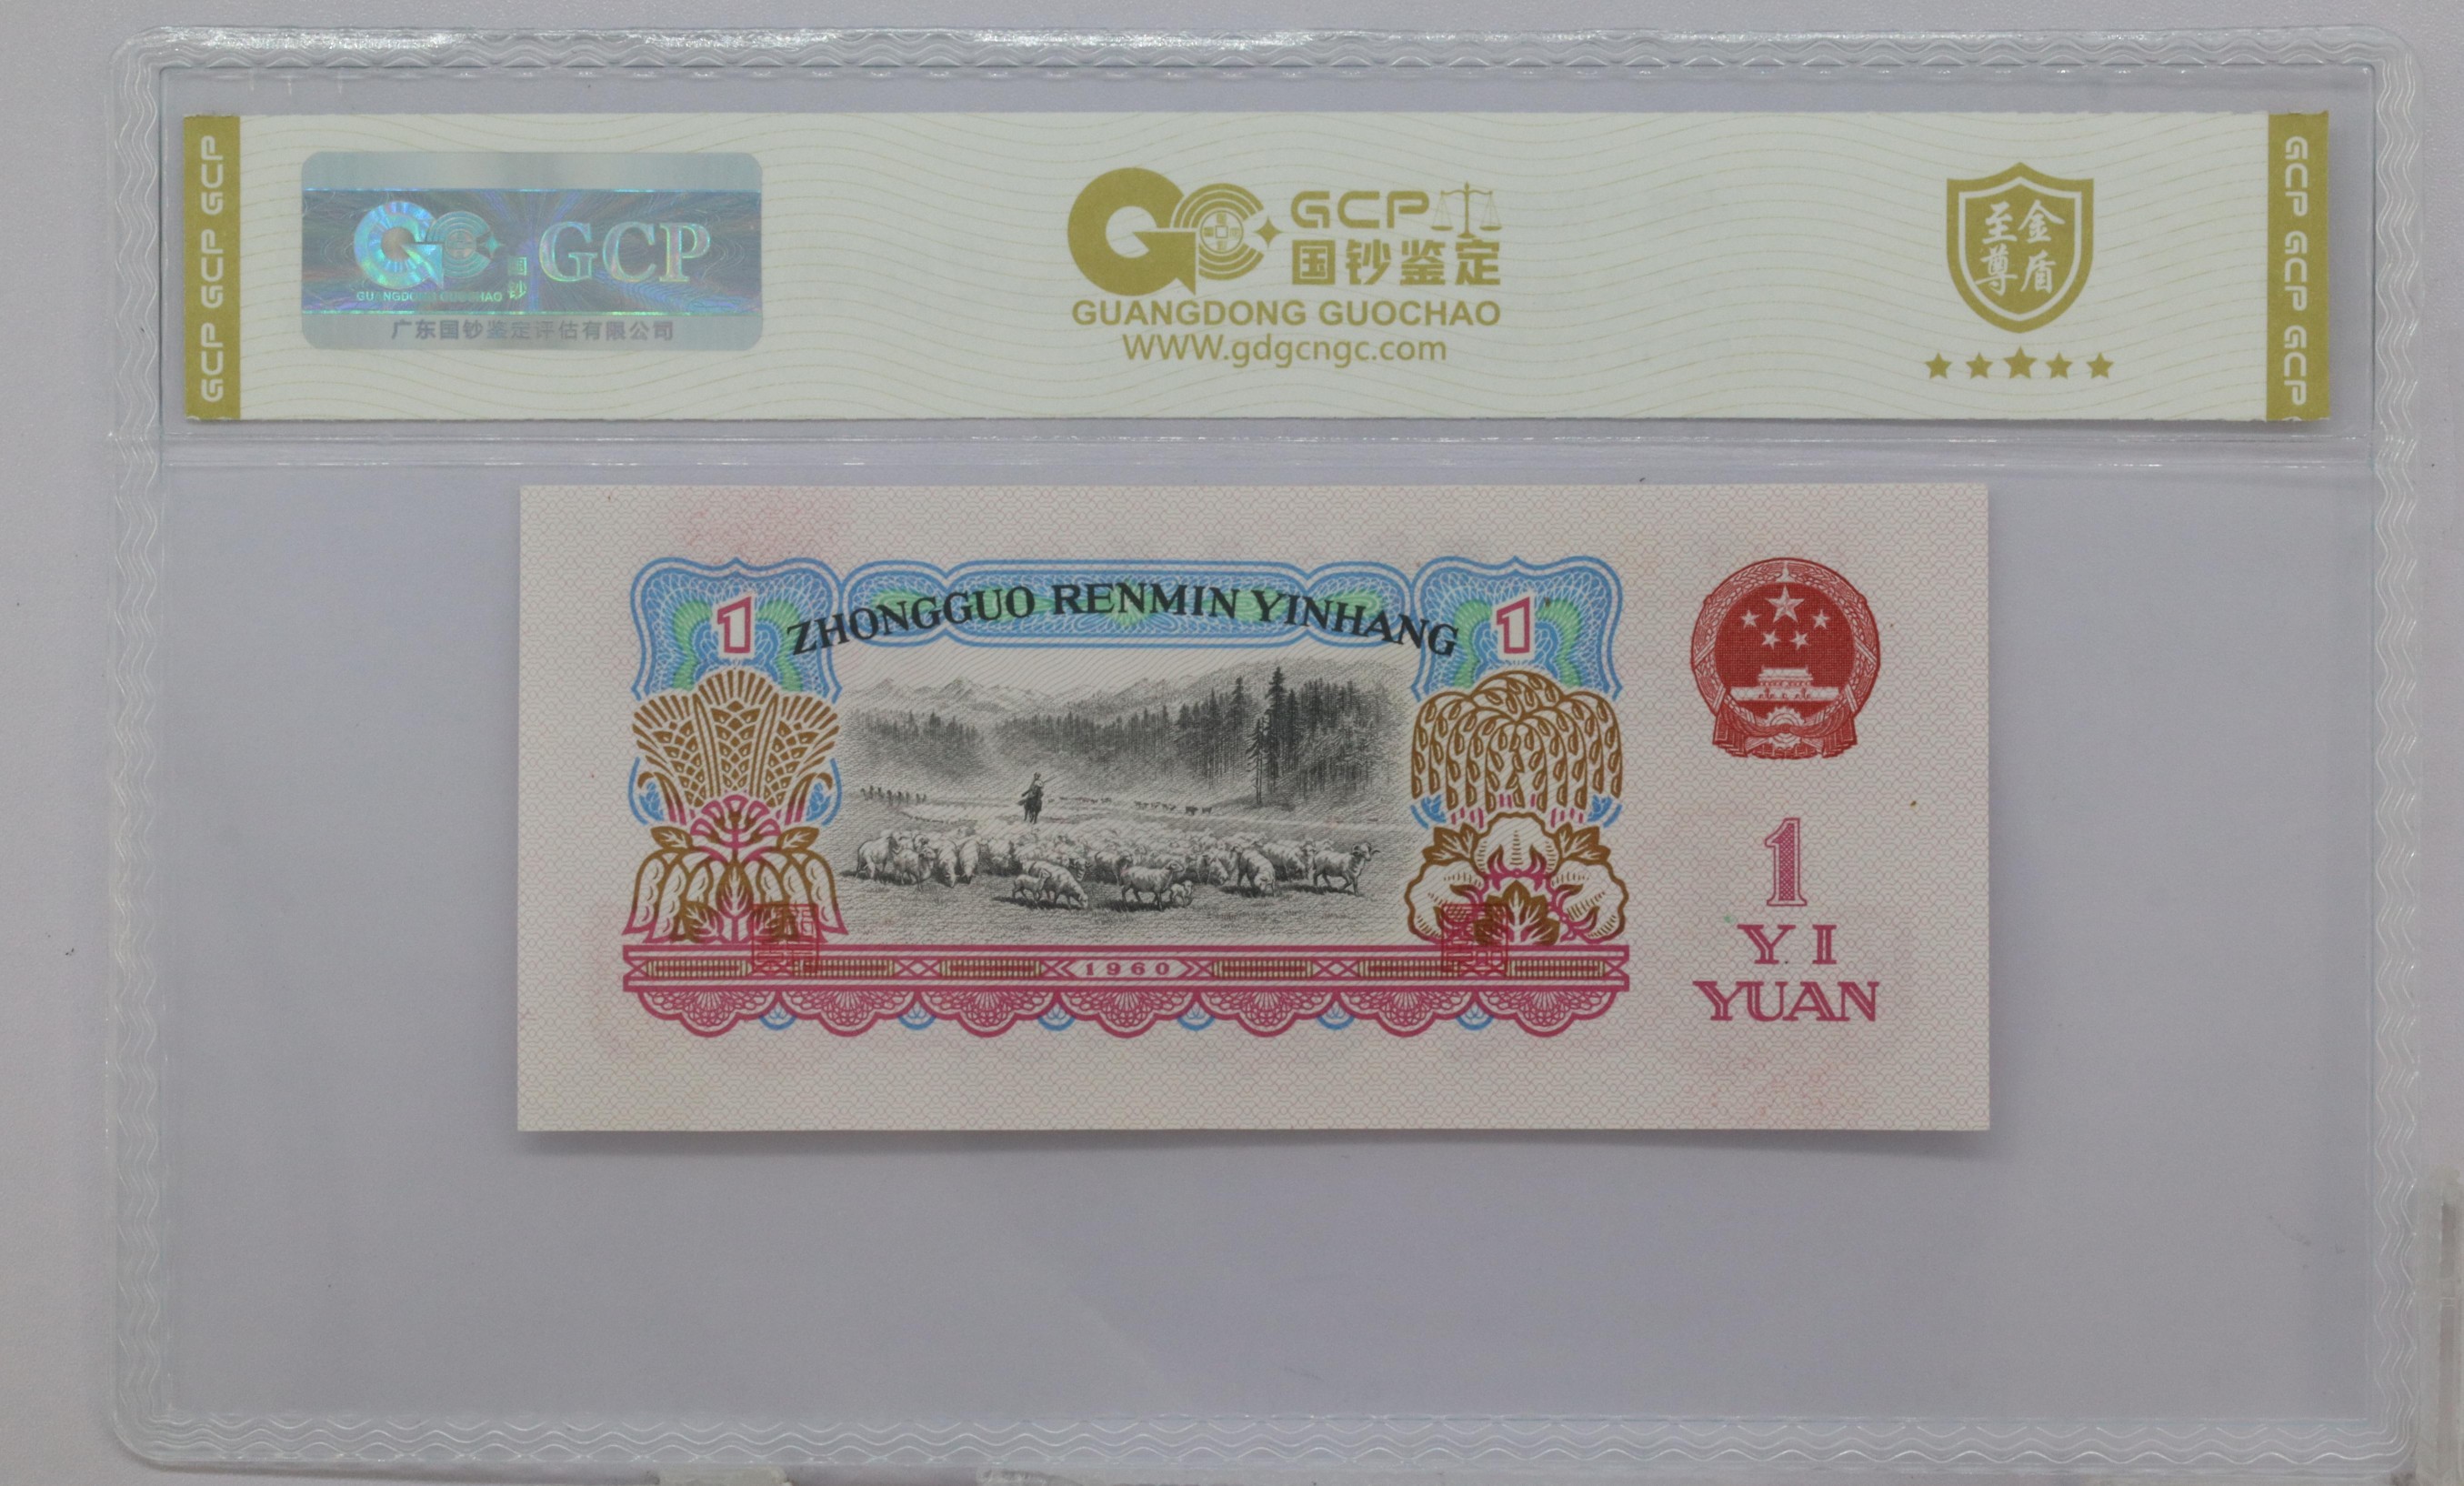 GCP GCP GCP
GC.国钞 GCP
GUANGDONG GUOCHAO
广东国钞鉴定评估有限公司
GCP
国钞鉴定
GUANGDONG GUOCHAO
WWW.gdgcngc.com
至尊金盾
GCP GCP GCP
ZHONGGUO RENMIN YINHANG
1
1
1960
1
YI
YUAN